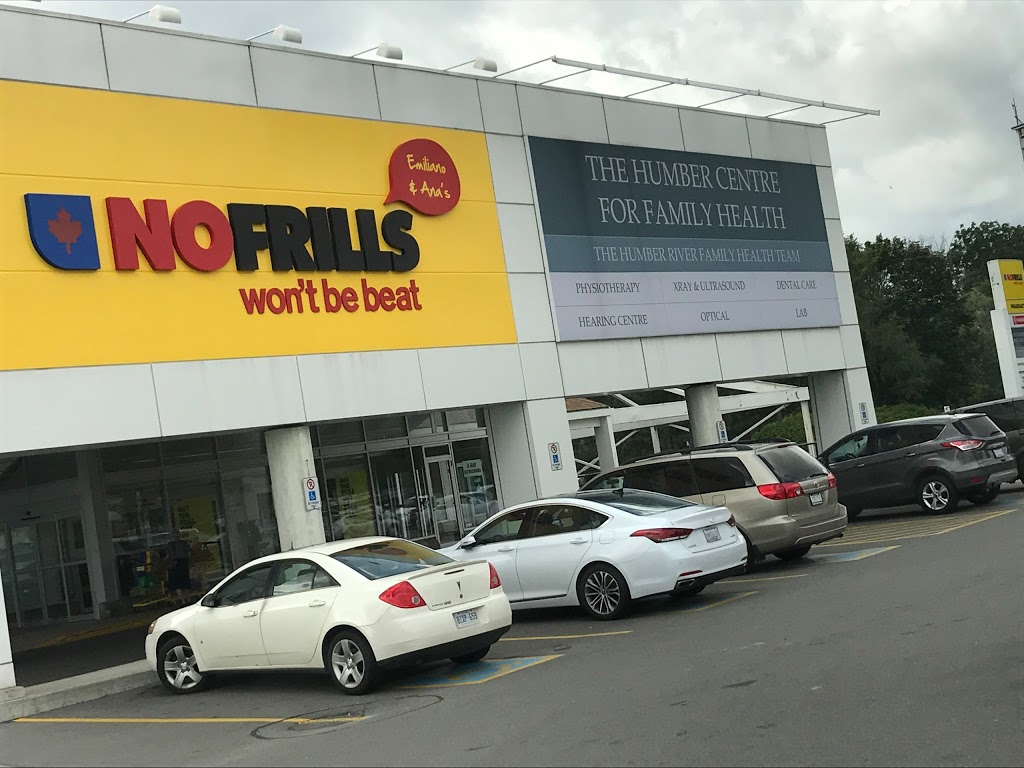 Emiliano
& Ana's
NOFRILLS
won't be beat
THE HUMBER CENTRE
FOR FAMILY HEALTH
THE HUMBER RIVER FAMILY HEALTH TEAM
PHYSIOTHERAPY XRAY & ULTRASOUND DENTAL CARE
HEARING CENTRE OPTICAL LAB
NOFRILLS